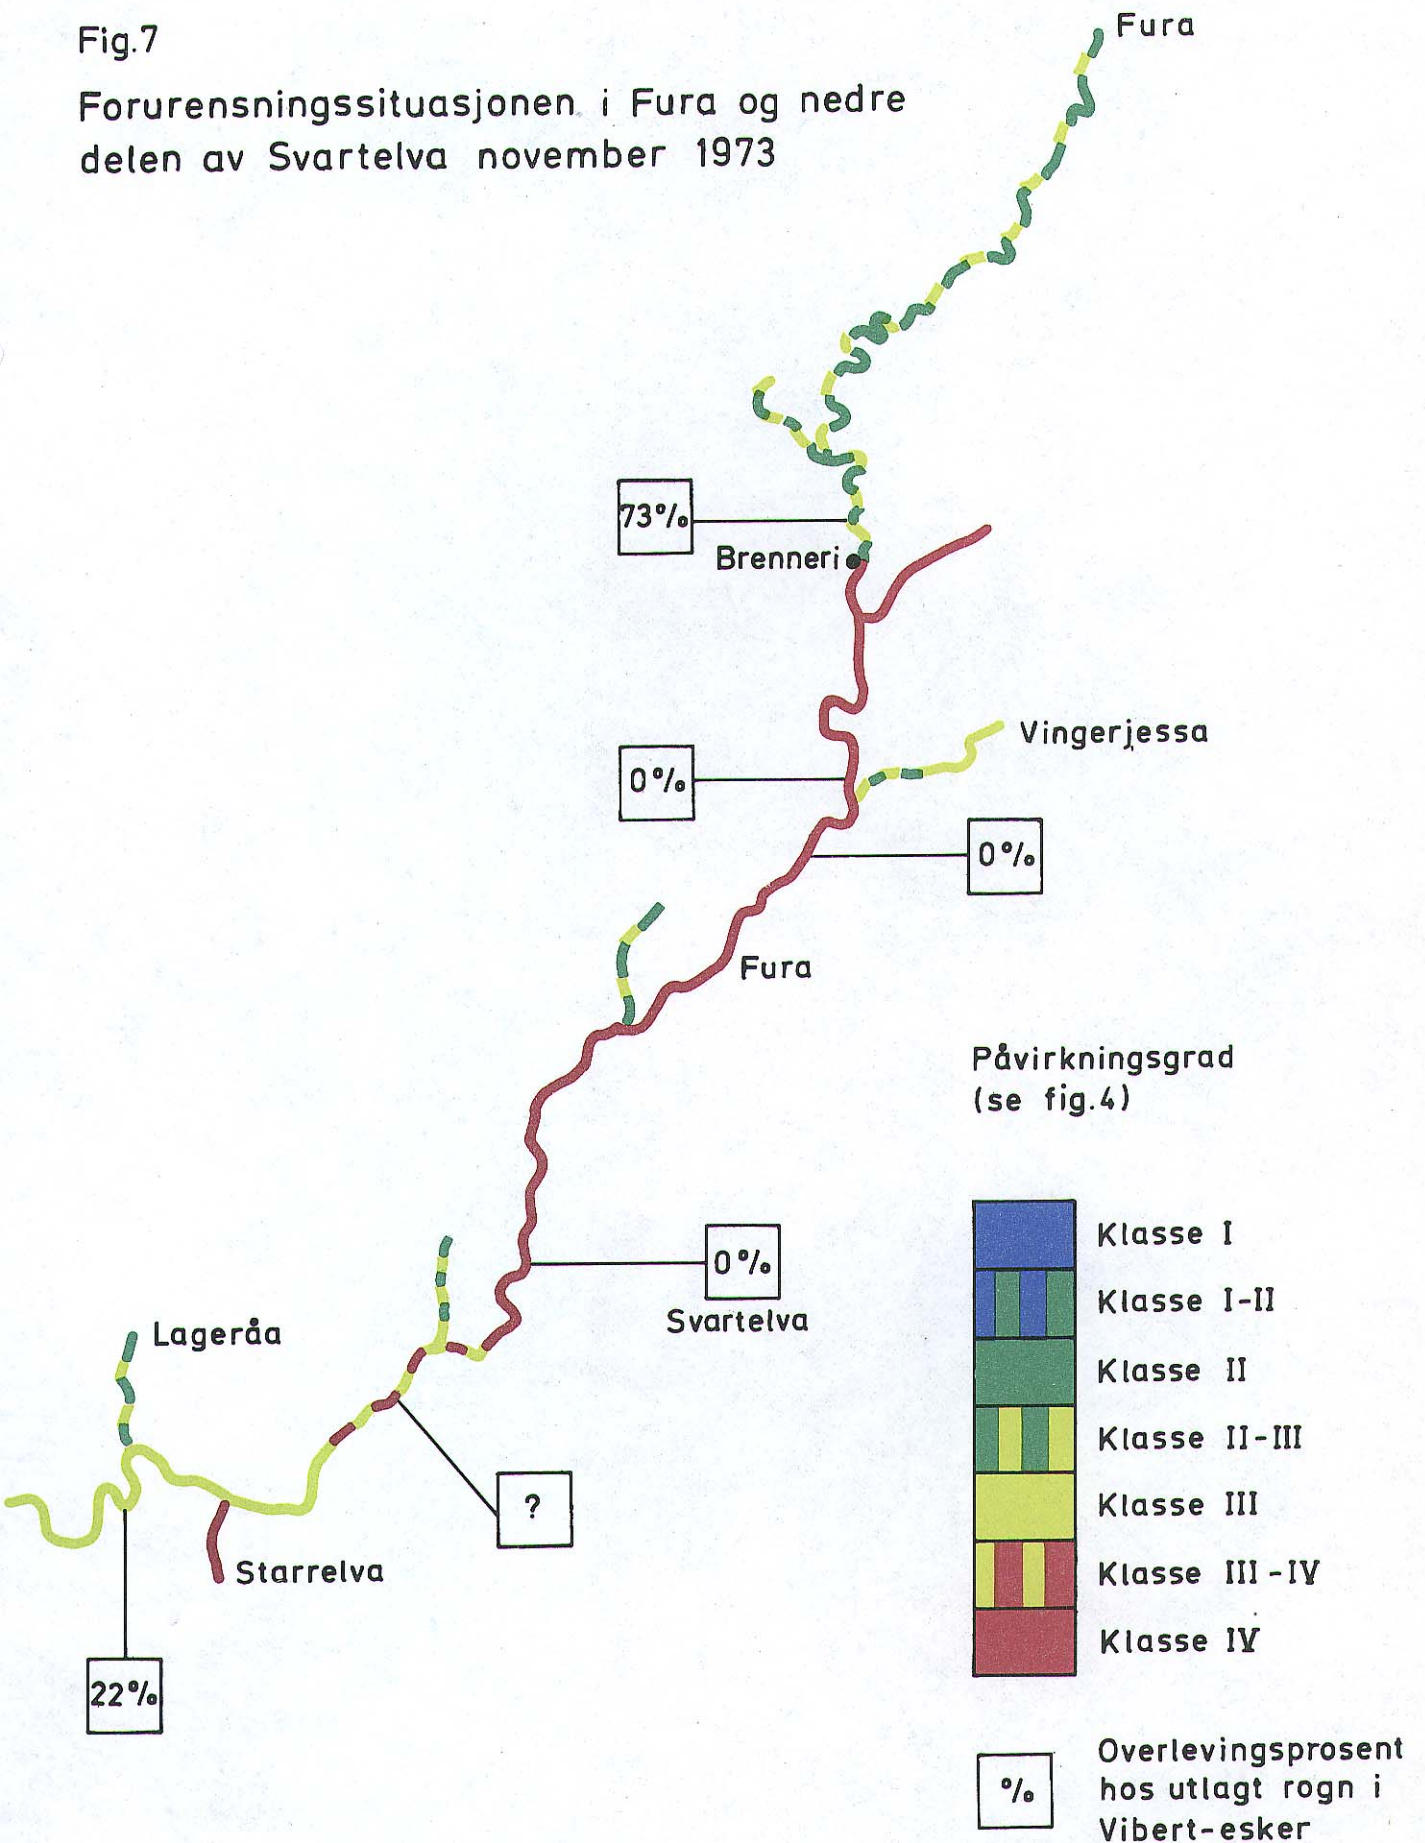 Fig.7
Forurensningssituasjonen i Fura og nedre
delen av Svartelva november 1973
Fura
73%
Brenneri
Vingerjessa
0%
0%
Fura
Påvirkningsgrad
(se fig.4)
0%
Svartelva
Lageråa
?
Starrelva
22%
Klasse I
Klasse I-II
Klasse II
Klasse II-III
Klasse III
Klasse III-IV
Klasse IV
%
Overlevingsprosent
hos utlagt rogn i
Vibert-esker